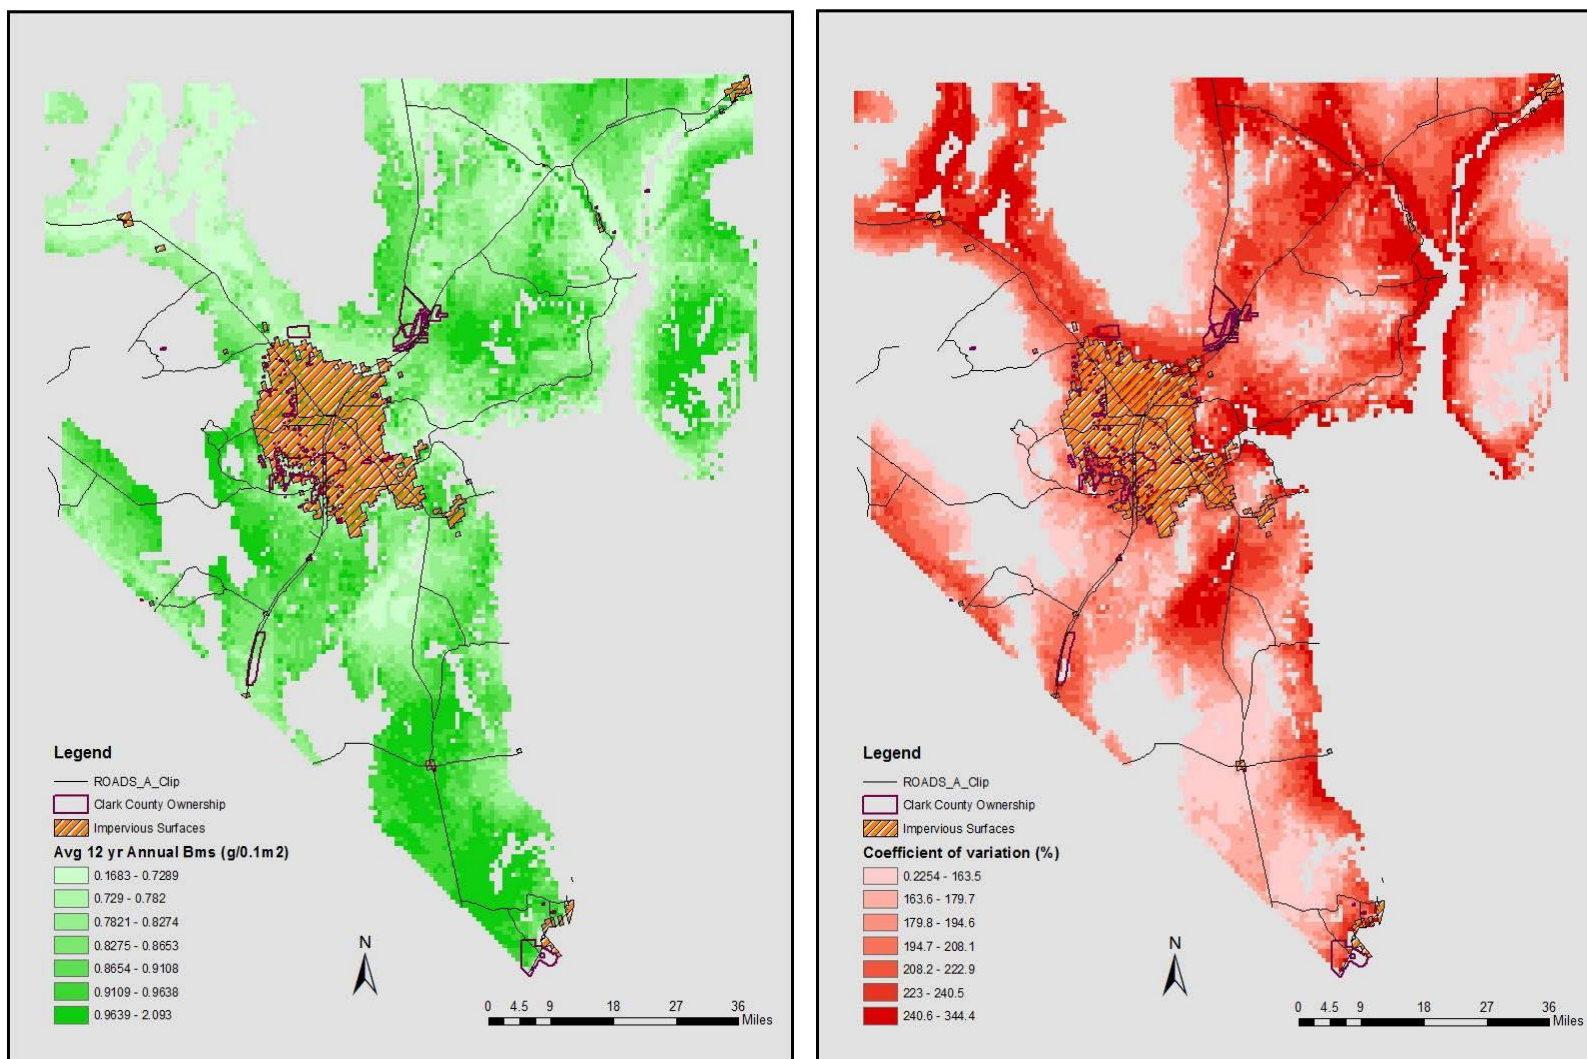 Legend
ROADS_A_Clip
Clark County Ownership
Impervious Surfaces
Avg 12 yr Annual Bms (g/0.1m2)
0.1683 - 0.7289
0.729 - 0.782
0.7821 - 0.8274
0.8275 - 0.8653
0.8654 - 0.9108
0.9109 - 0.9638
0.9639 - 2.093
N
0 4.5 9 18 27 36
Miles
Legend
ROADS_A_Clip
Clark County Ownership
Impervious Surfaces
Coefficient of variation (%)
0.2254 - 163.5
163.6 - 179.7
179.8 - 194.6
194.7 - 208.1
208.2 - 222.9
223 - 240.5
240.6 - 344.4
N
0 4.5 9 18 27 36
Miles